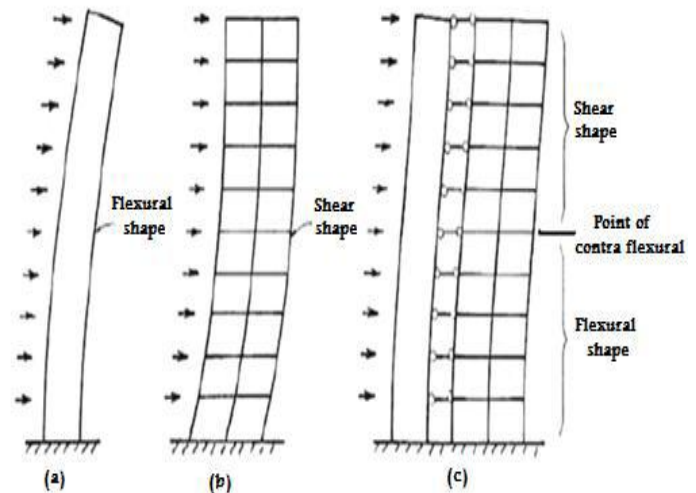 Flexural
shape
Shear
shape
Shear
shape
Point of
contra flexural
Flexural
shape
(a)
(b)
(c)